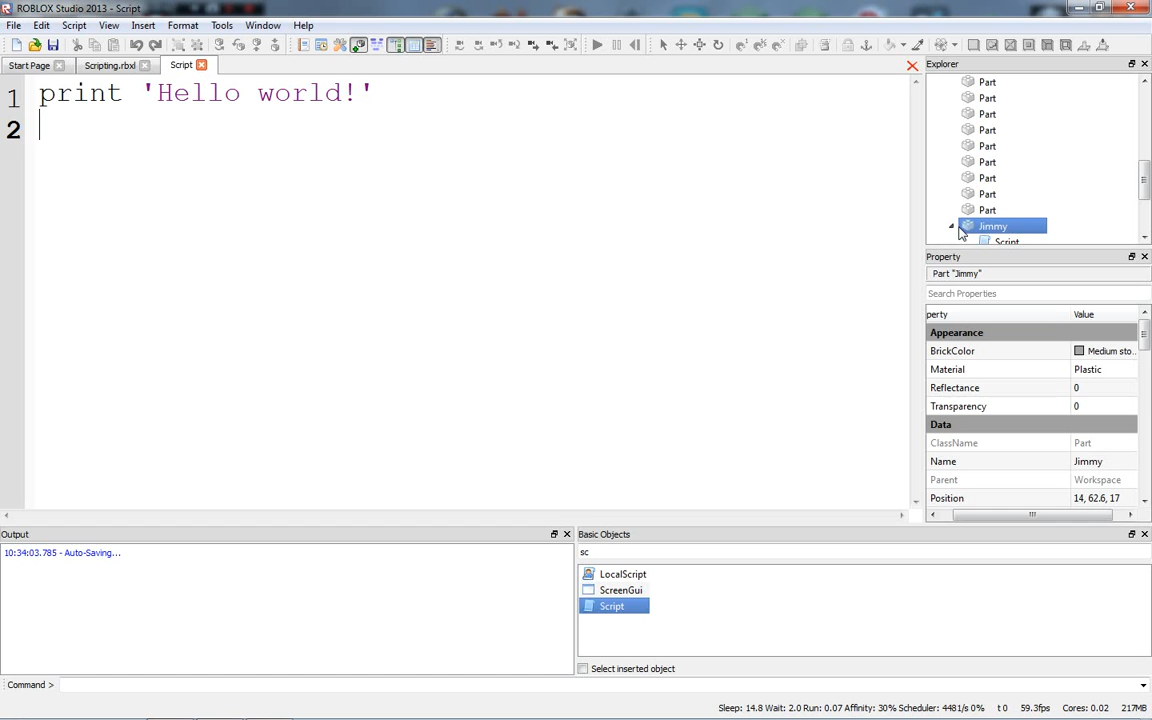 ROBLOX Studio 2013 - Script
File Edit View Insert Format Tools Window Help
Start Page Scripting.rbxl Script
1 print 'Hello world!'
2
Explorer
Part
Part
Part
Part
Part
Part
Part
Part
Part
Jimmy
Script
Property
Part "Jimmy"
Search Properties
perty Value
Appearance
BrickColor Medium sto...
Material Plastic
Reflectance 0
Transparency 0
Data
ClassName Part
Name Jimmy
Parent Workspace
Position 14, 62.6, 17
Output
10:34:03.785 - Auto-Saving...
Basic Objects
sc
LocalScript
ScreenGui
Script
Select inserted object
Command >
Sleep: 14.8 Wait: 2.0 Run: 0.07 Affinity: 30% Scheduler: 4481/s 0% t 0 59.3fps Cores: 0.02 217MB